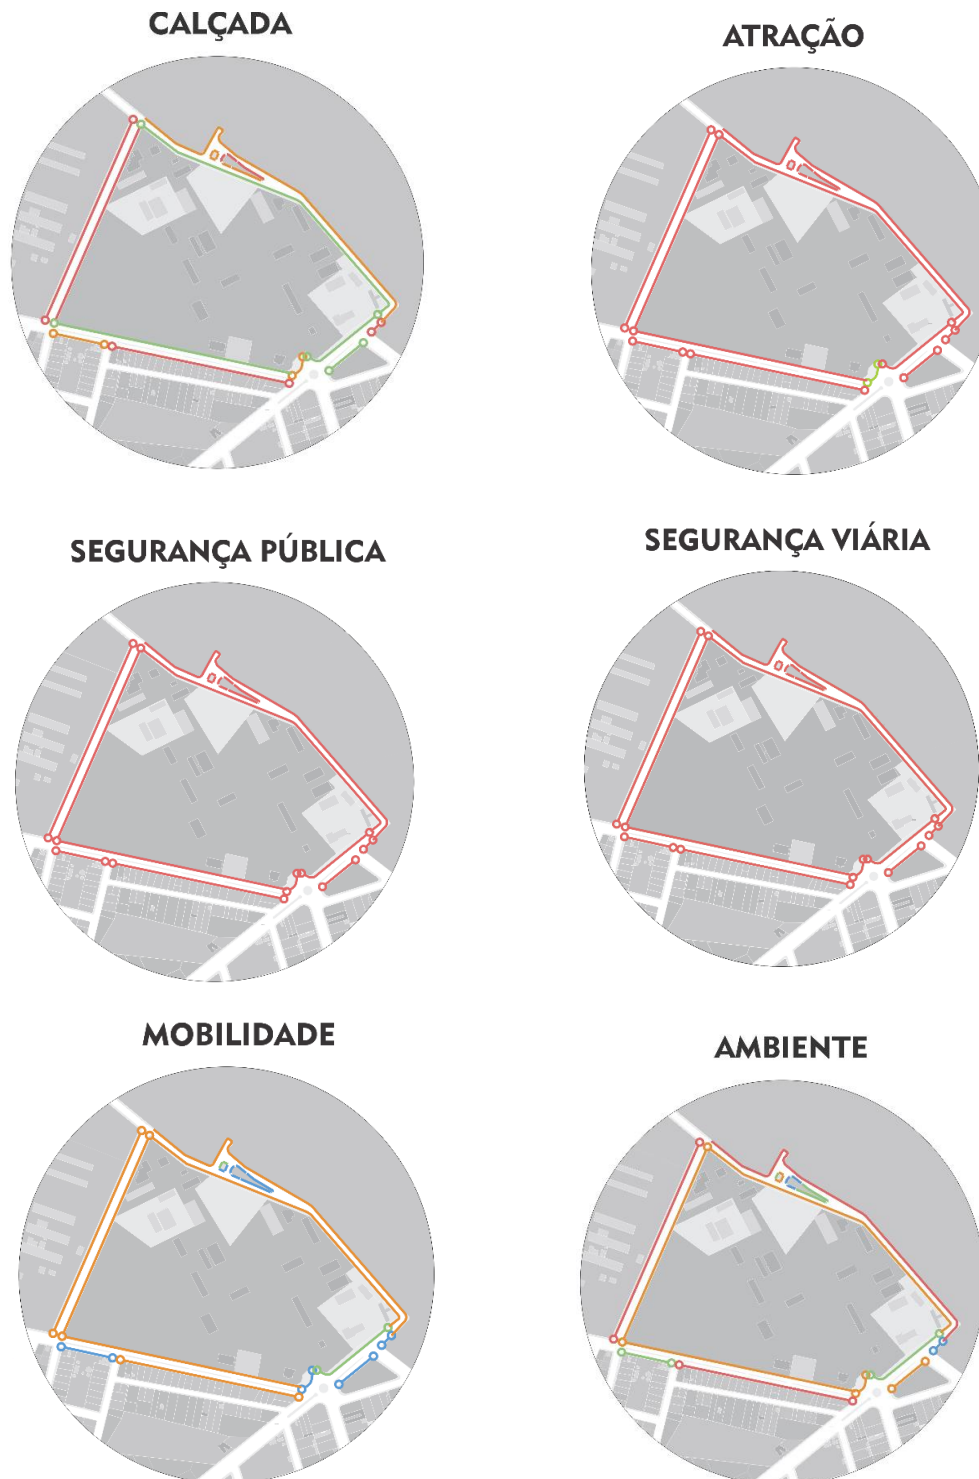 CALÇADA
ATRAÇÃO
SEGURANÇA PÚBLICA
SEGURANÇA VIÁRIA
MOBILIDADE
AMBIENTE